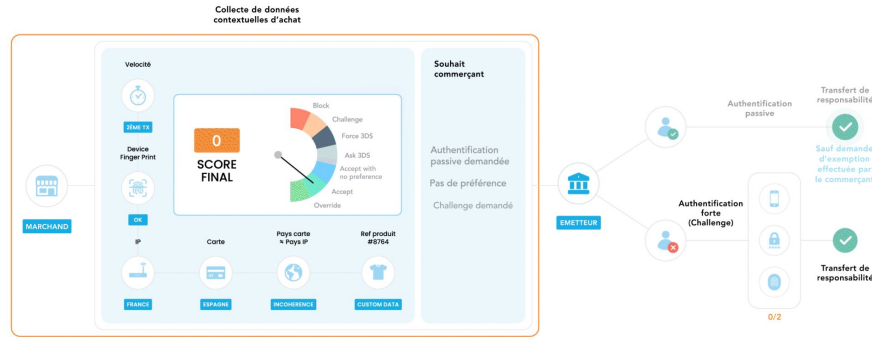 Collecte de données
contextuelles d'achat
MARCHAND
Velocité
2ÈME TX
Device
Finger Print
OK
IP
FRANCE
Carte
ESPAGNE
Pays carte
≈ Pays IP
INCOHERENCE
Ref produit
#8764
CUSTOM DATA
0
SCORE
FINAL
Block
Challenge
Force 3DS
Ask 3DS
Accept with
no preference
Accept
Override
Souhait
commerçant
Authentification
passive demandée
Pas de préférence
Challenge demandé
EMETTEUR
Authentification
passive
Transfert de
responsabilité
Sauf demande
d'exemption
effectuée par
le commerçant
Authentification
forte
(Challenge)
0/2
Transfert de
responsabilité